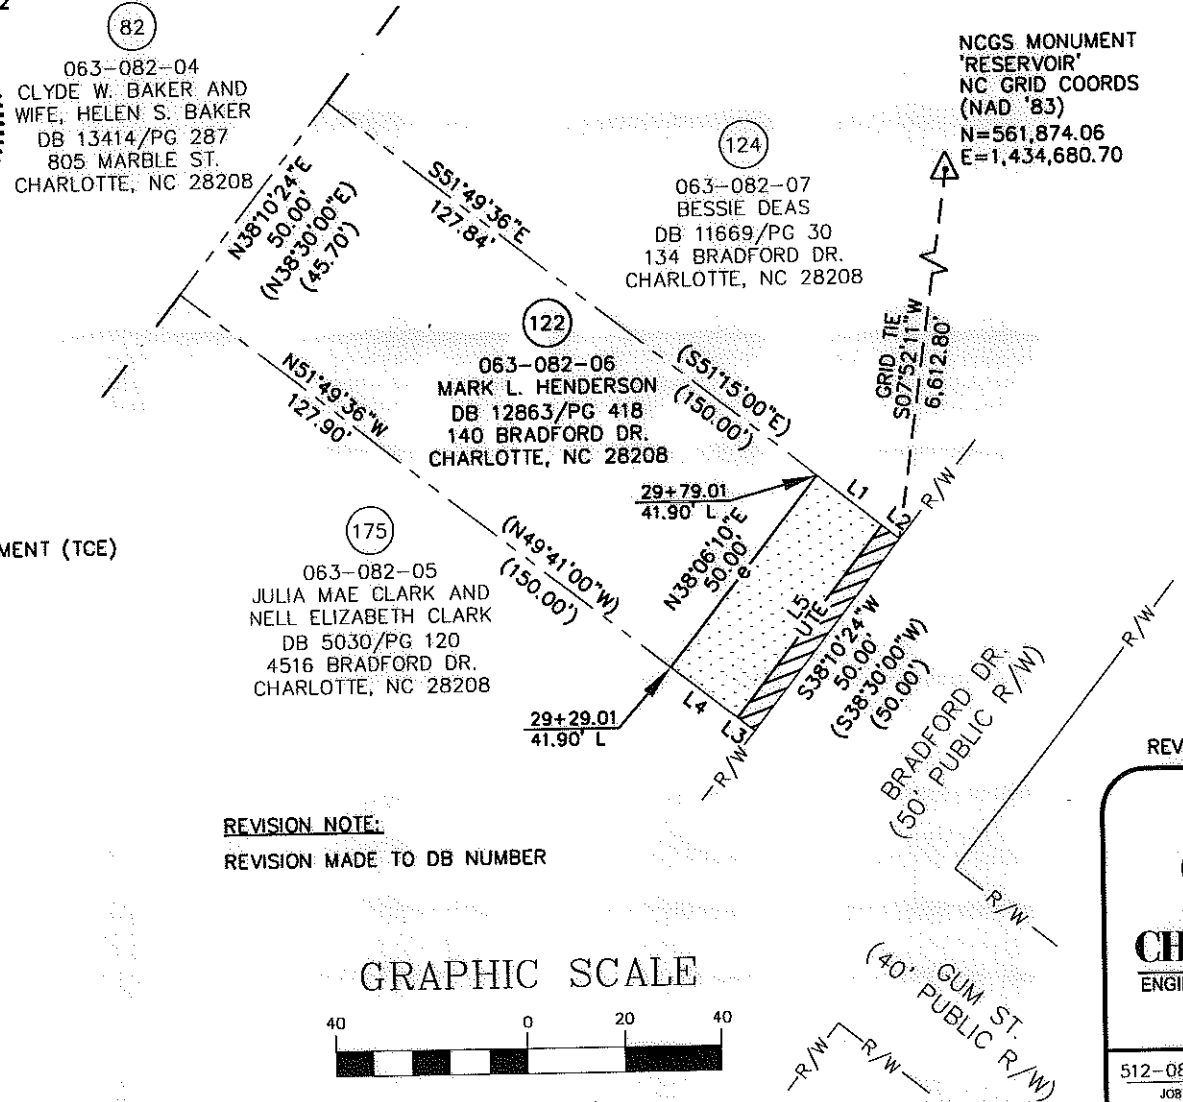 82
063-082-04
CLYDE W. BAKER AND
WIFE, HELEN S. BAKER
DB 13414/PG 287
805 MARBLE ST.
CHARLOTTE, NC 28208
NCGS MONUMENT
'RESERVOIR'
NC GRID COORDS
(NAD '83)
N=561,874.06
E=1,434,680.70
124
063-082-07
BESSIE DEAS
DB 11669/PG 30
134 BRADFORD DR.
CHARLOTTE, NC 28208
N38°10'24"E
50.00'
(N38°30'00"E)
(45.70')
S51°49'36"E
127.84'
GRID TIE
S07°52'11"W
6,612.80'
122
063-082-06
MARK L. HENDERSON
DB 12863/PG 418
140 BRADFORD DR.
CHARLOTTE, NC 28208
(S51°15'00"E)
(150.00')
N51°49'36"W
127.90'
29+79.01
41.90' L
L1
L2
R/W
N38°06'10"E
50.00'
e
L5
UTE
S38°10'24"W
50.00'
(S38°30'00"W)
(50.00')
(N49°41'00"W)
(150.00')
MENT (TCE)
175
063-082-05
JULIA MAE CLARK AND
NELL ELIZABETH CLARK
DB 5030/PG 120
4516 BRADFORD DR.
CHARLOTTE, NC 28208
L4
L3
R/W
29+29.01
41.90' L
BRADFORD DR.
(50' PUBLIC R/W)
R/W
R/W
REVISION NOTE:
REVISION MADE TO DB NUMBER
REV
GRAPHIC SCALE
40
0
20
40
GUM ST.
(40' PUBLIC R/W)
R/W
R/W
CH
ENGI
512-08
JOB